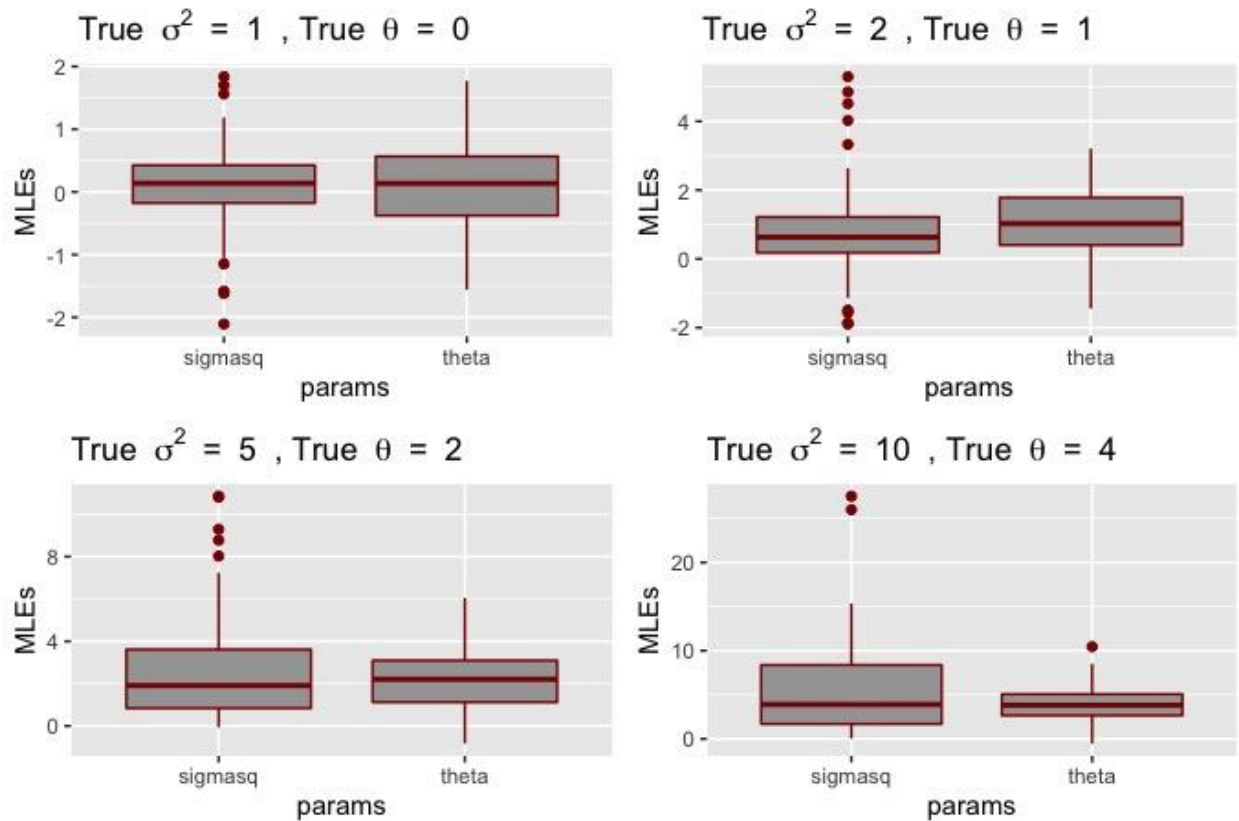 True σ² = 1 , True θ = 0
2
1
0
-1
-2
MLEs
sigmasq theta
params
True σ² = 2 , True θ = 1
4
2
0
-2
MLEs
sigmasq theta
params
True σ² = 5 , True θ = 2
8
4
0
MLEs
sigmasq theta
params
True σ² = 10 , True θ = 4
20
10
0
MLEs
sigmasq theta
params